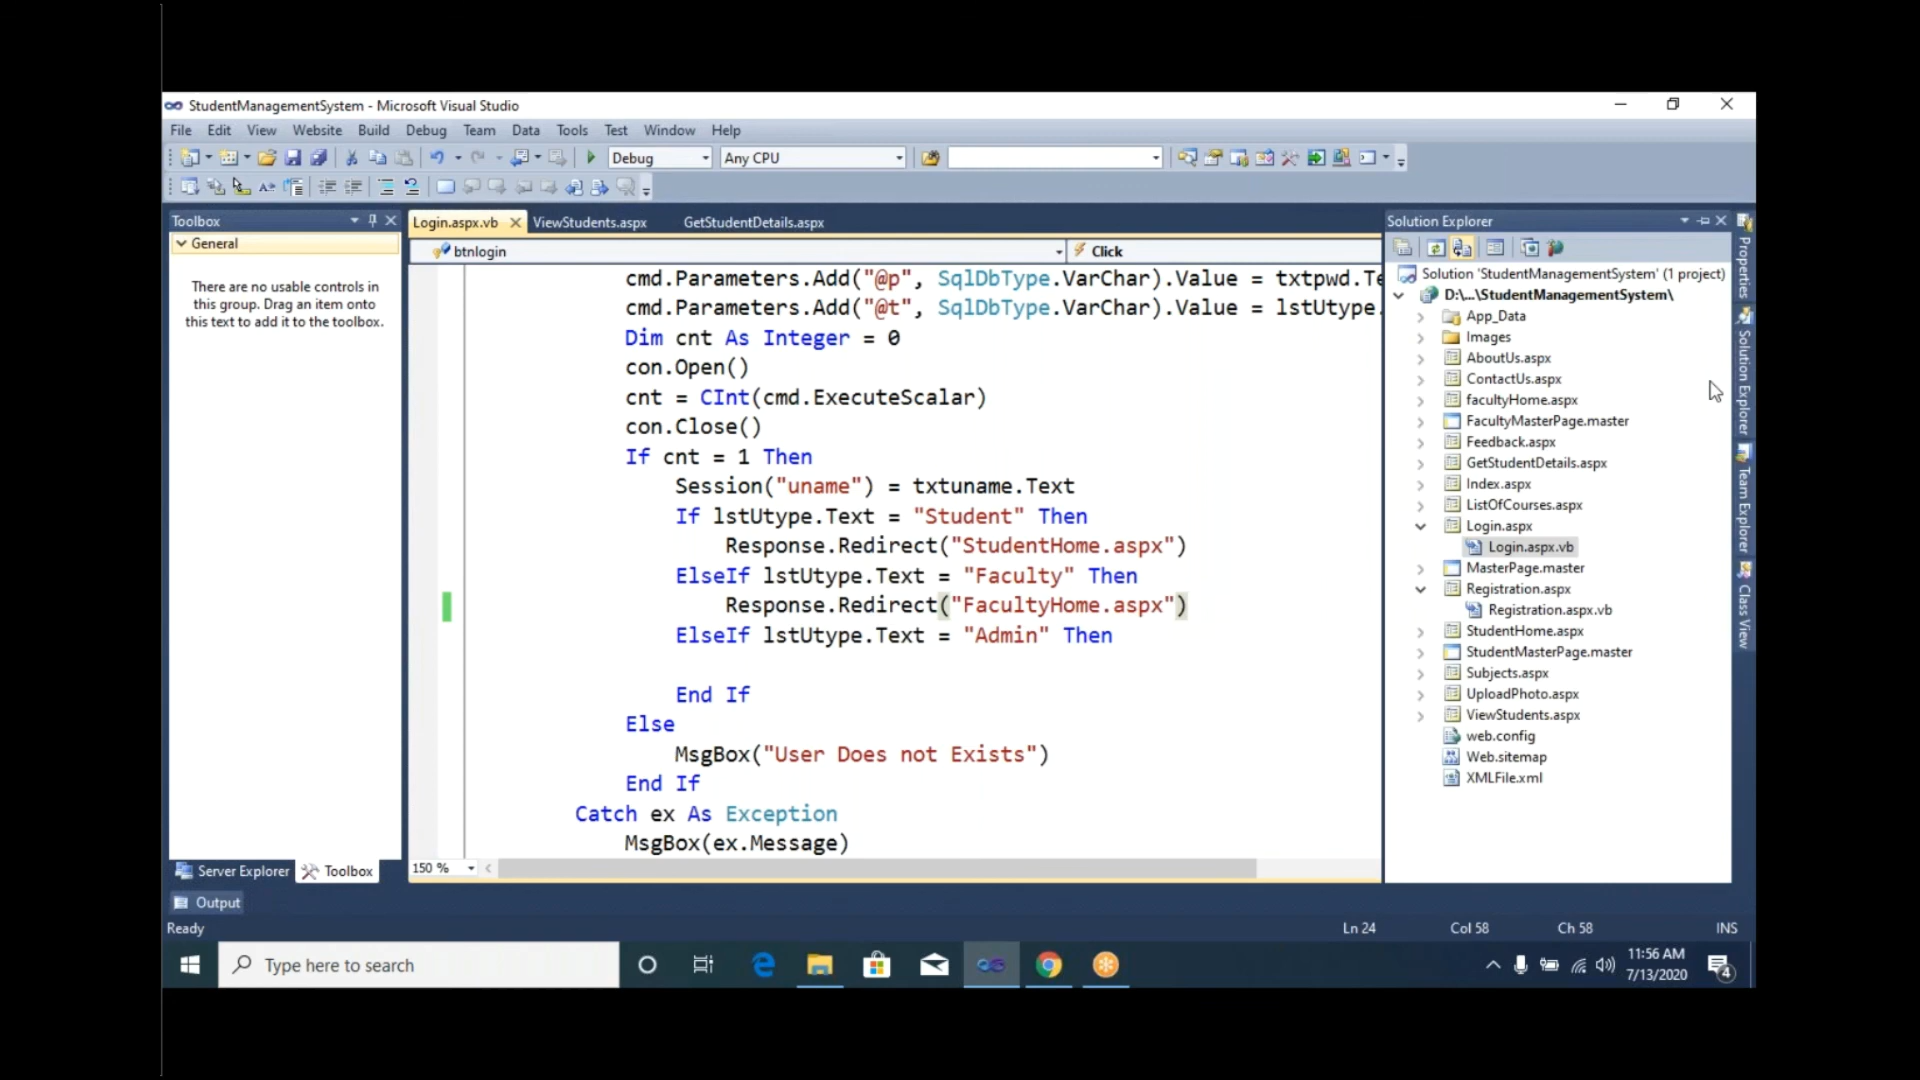 StudentManagementSystem - Microsoft Visual Studio
File Edit View Website Build Debug Team Data Tools Test Window Help
Debug Any CPU
Toolbox
General
There are no usable controls in
this group. Drag an item onto
this text to add it to the toolbox.
Server Explorer Toolbox
Login.aspx.vb ViewStudents.aspx GetStudentDetails.aspx
btnlogin Click
cmd.Parameters.Add("@p", SqlDbType.VarChar).Value = txtpwd.Te
cmd.Parameters.Add("@t", SqlDbType.VarChar).Value = lstUtype.
Dim cnt As Integer = 0
con.Open()
cnt = CInt(cmd.ExecuteScalar)
con.Close()
If cnt = 1 Then
Session("uname") = txtuname.Text
If lstUtype.Text = "Student" Then
Response.Redirect("StudentHome.aspx")
ElseIf lstUtype.Text = "Faculty" Then
Response.Redirect("FacultyHome.aspx")
ElseIf lstUtype.Text = "Admin" Then
End If
Else
MsgBox("User Does not Exists")
End If
Catch ex As Exception
MsgBox(ex.Message)
150 %
Solution Explorer
Solution 'StudentManagementSystem' (1 project)
D:\...\StudentManagementSystem\
App_Data
Images
AboutUs.aspx
ContactUs.aspx
facultyHome.aspx
FacultyMasterPage.master
Feedback.aspx
GetStudentDetails.aspx
Index.aspx
ListOfCourses.aspx
Login.aspx
Login.aspx.vb
MasterPage.master
Registration.aspx
Registration.aspx.vb
StudentHome.aspx
StudentMasterPage.master
Subjects.aspx
UploadPhoto.aspx
ViewStudents.aspx
web.config
Web.sitemap
XMLFile.xml
Properties
Solution Explorer
Team Explorer
Class View
Output
Ready Ln 24 Col 58 Ch 58 INS
Type here to search
11:56 AM
7/13/2020
4